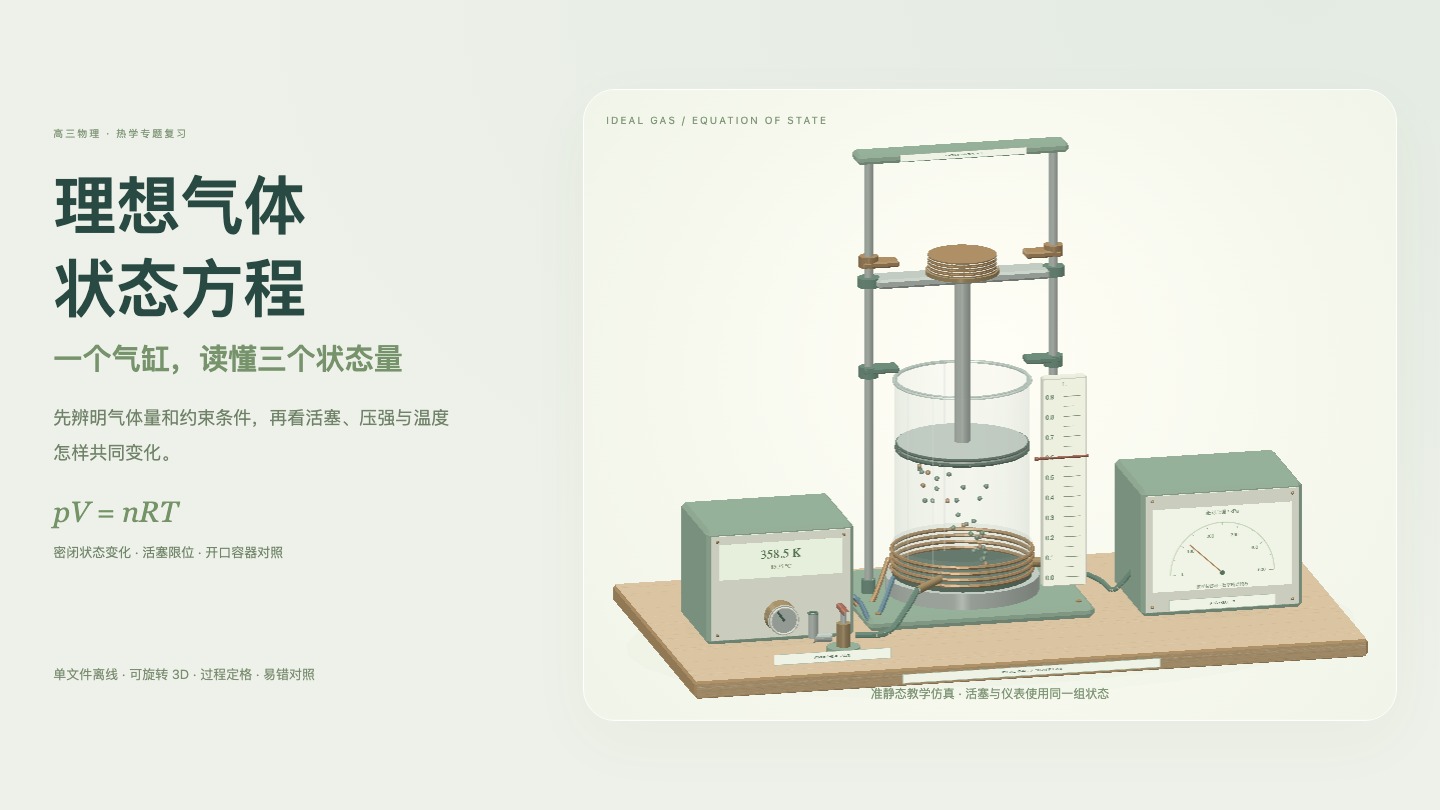 高三物理 · 热学专题复习
理想气体
状态方程
一个气缸，读懂三个状态量
先辨明气体量和约束条件，再看活塞、压强与温度
怎样共同变化。
pV = nRT
密闭状态变化 · 活塞限位 · 开口容器对照
单文件离线 · 可旋转 3D · 过程定格 · 易错对照
IDEAL GAS / EQUATION OF STATE
358.5 K
准静态教学仿真 · 活塞与仪表使用同一组状态